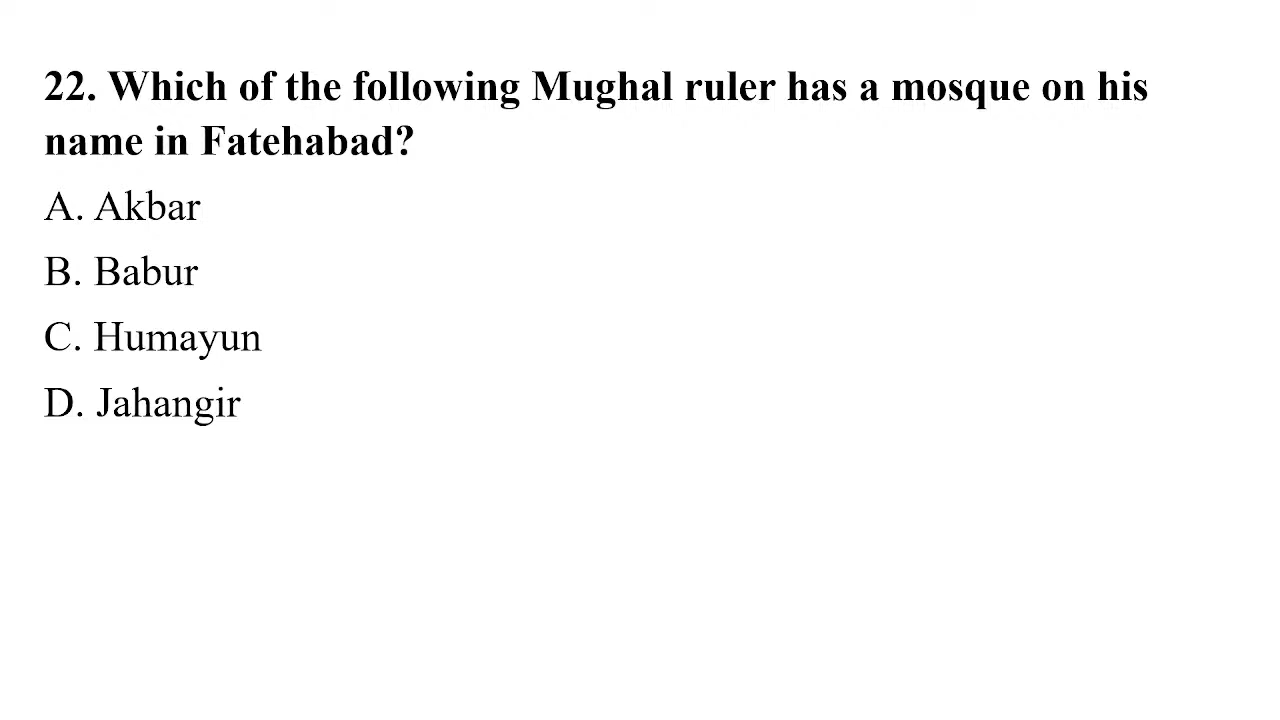 22. Which of the following Mughal ruler has a mosque on his
name in Fatehabad?
A. Akbar
B. Babur
C. Humayun
D. Jahangir